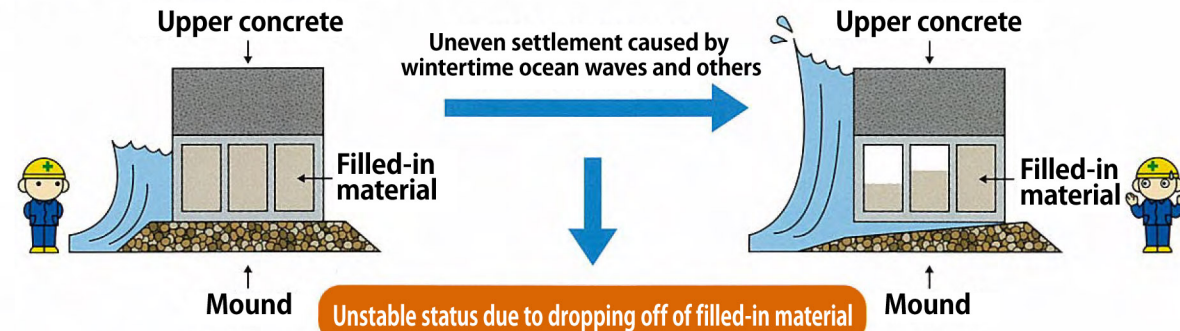 Upper concrete
Filled-in
material
Mound
Uneven settlement caused by
wintertime ocean waves and others
Upper concrete
Filled-in
material
Mound
Unstable status due to dropping off of filled-in material